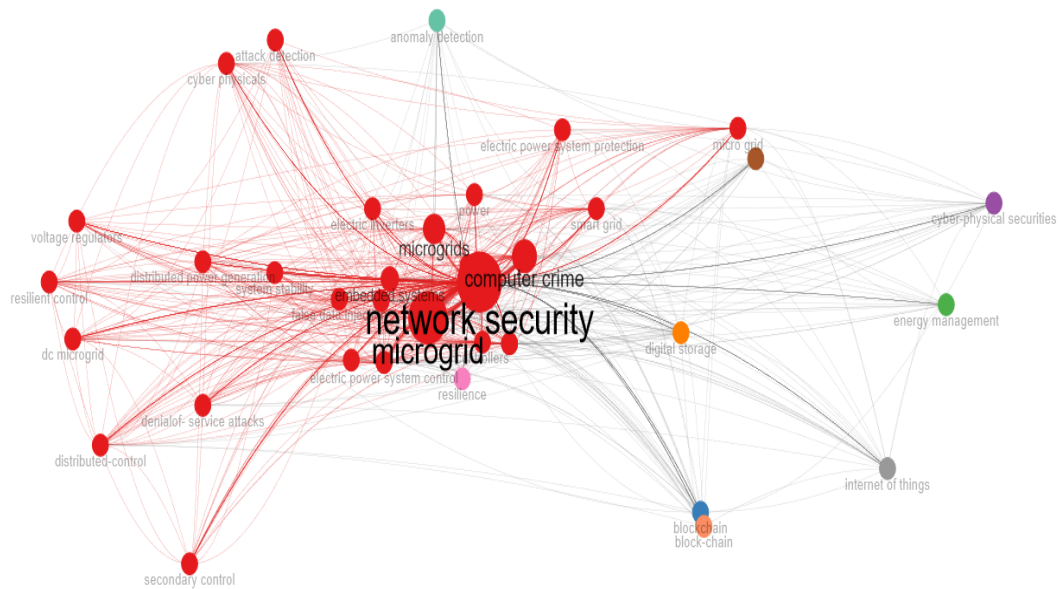 anomaly detection
attack detection
cyber physicals
electric power system protection
micro grid
power
cyber-physical securities
electric inverters
smart grid
voltage regulators
microgrids
distributed power generation
system stability
computer crime
resilient control
embedded systems
false data
energy management
network security
dc microgrid
digital storage
microgrid
electric power system control
resilience
denialof- service attacks
distributed-control
internet of things
blockchain
block-chain
secondary control